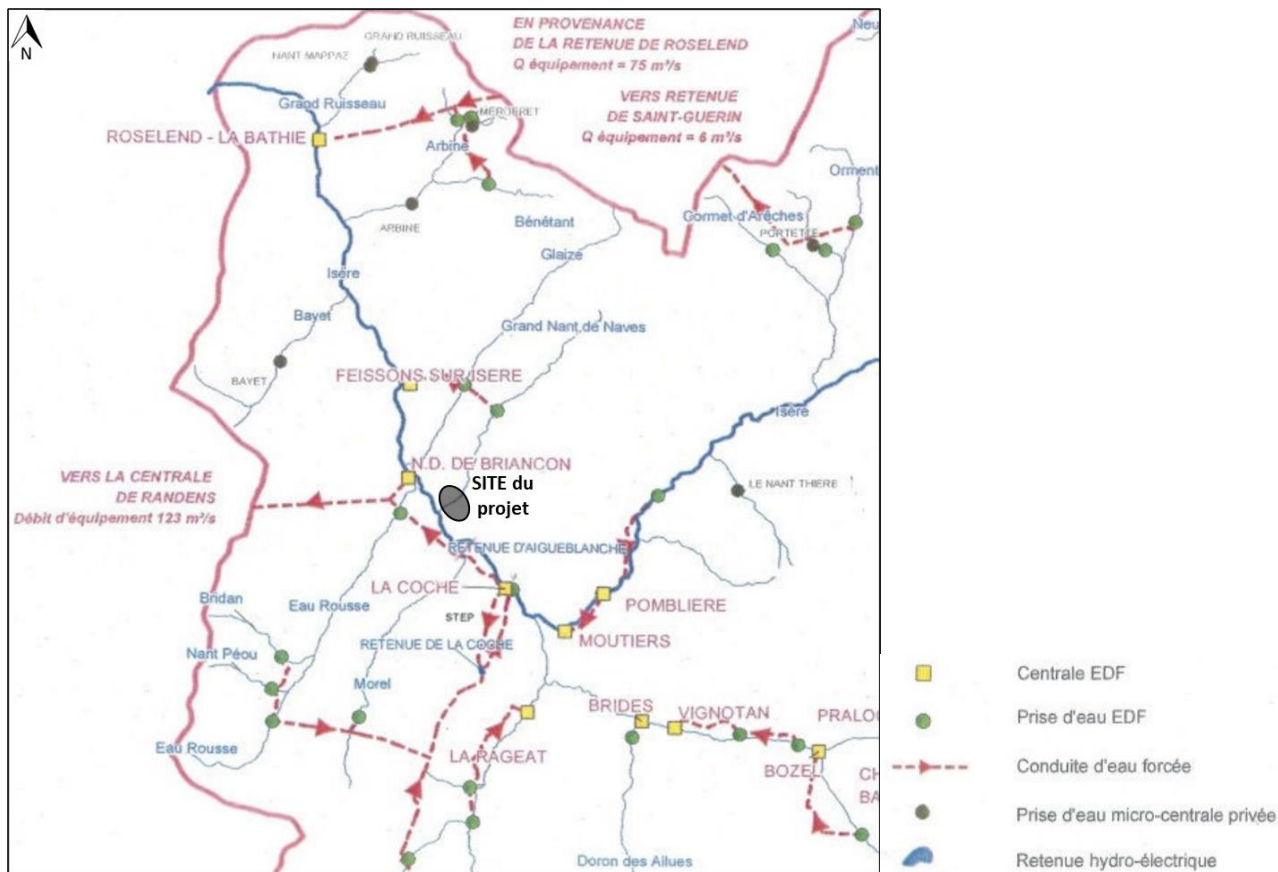 N
EN PROVENANCE
DE LA RETENUE DE ROSELEND
Q équipement = 75 m³/s
VERS RETENUE
DE SAINT-GUERIN
Q équipement = 6 m³/s
Neu
GRAND RUISSEAU
NANT MAPPAZ
Grand Ruisseau
ROSELEND - LA BATHIE
MERDERET
Arbine
ARBINE
Bénétant
Glaize
Orment
Cormet d'Arêches
PORTETTE
Isère
Bayet
BAYET
Grand Nant de Naves
FEISSONS SUR ISERE
Isère
VERS LA CENTRALE
DE RANDENS
Débit d'équipement 123 m³/s
N.D. DE BRIANCON
SITE du
projet
LE NANT THIERE
RETENUE D'AIGUEBLANCHE
LA COCHE
POMBLIERE
STEP
MOUTIERS
RETENUE DE LA COCHE
Bridan
Eau Rousse
Nant Péou
Morel
Eau Rousse
LA RAGEAT
BRIDES
VIGNOTAN
PRALOG
BOZEL
CH
BA
Doron des Allues
Centrale EDF
Prise d'eau EDF
Conduite d'eau forcée
Prise d'eau micro-centrale privée
Retenue hydro-électrique